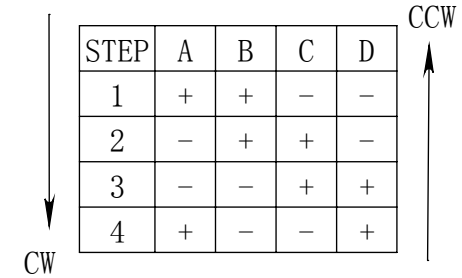 CCW
STEP A B C D
1 + + − −
2 − + + −
3 − − + +
4 + − − +
CW